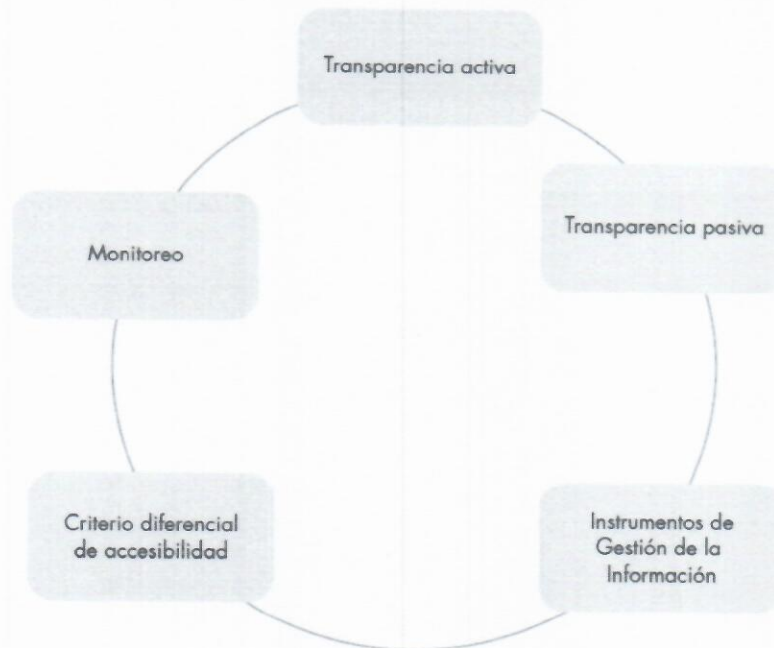 Transparencia activa
Transparencia pasiva
Monitoreo
Criterio diferencial
de accesibilidad
Instrumentos de
Gestión de la
Información